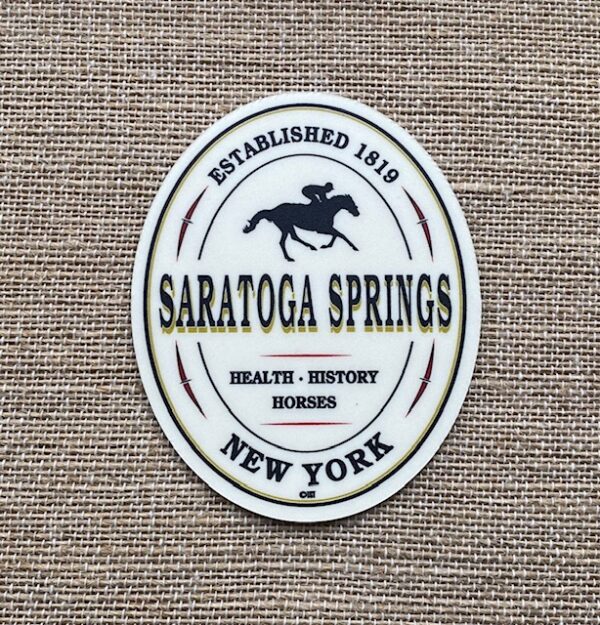 ESTABLISHED 1819
SARATOGA SPRINGS
HEALTH · HISTORY
HORSES
NEW YORK